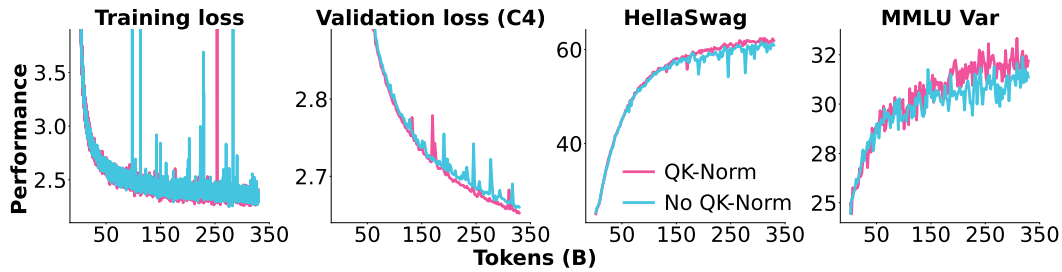 Training loss
Validation loss (C4)
HellaSwag
MMLU Var
Performance
3.5
3.0
2.5
50 150 250 350
2.8
2.7
50 150 250 350
60
40
QK-Norm
No QK-Norm
50 150 250 350
32
30
28
25
50 150 250 350
Tokens (B)